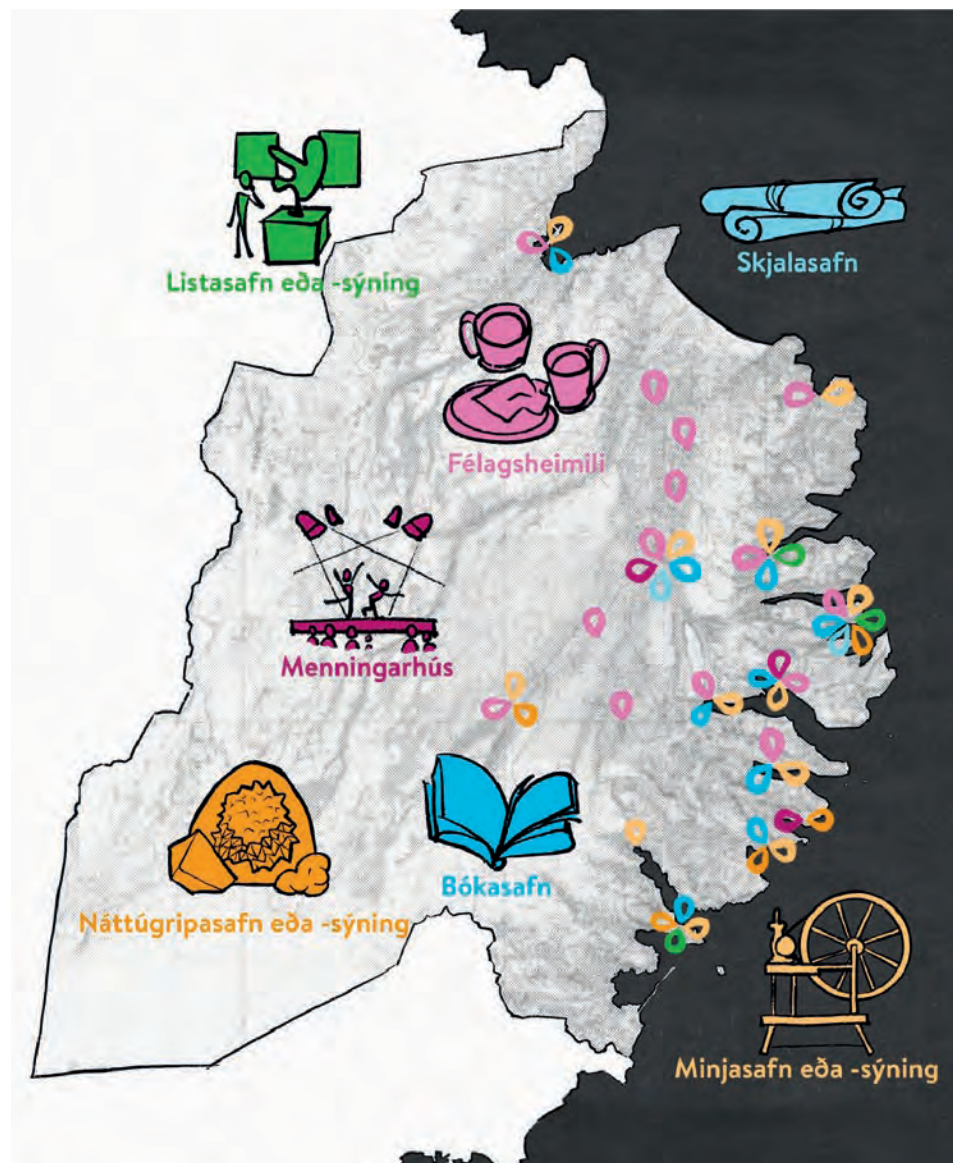 Listasafn eða -sýning
Skjalasafn
Félagsheimili
Menningarhús
Bókasafn
Náttúgripasafn eða -sýning
Minjasafn eða -sýning